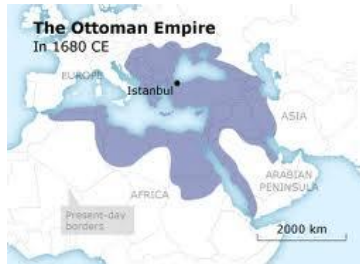 The Ottoman Empire
In 1680 CE
EUROPE
Istanbul
ASIA
ARABIAN
PENINSULA
AFRICA
Present-day
borders
2000 km